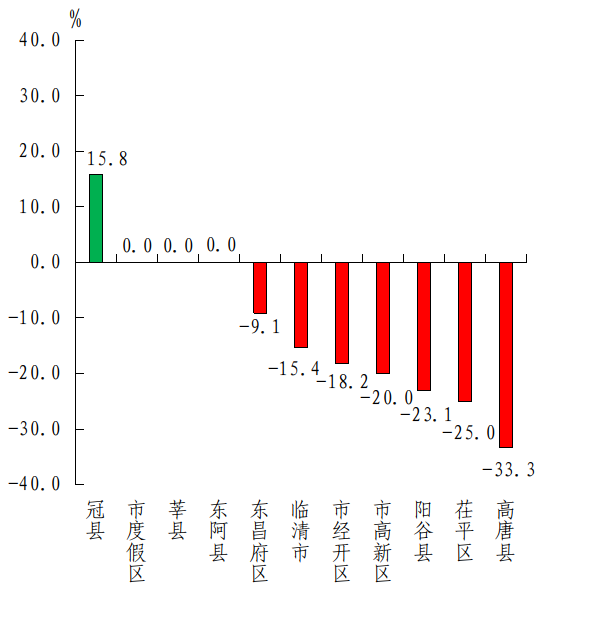 %
40.0
30.0
20.0
10.0
0.0
-10.0
-20.0
-30.0
-40.0
15.8
0.0
0.0
0.0
-9.1
-15.4
-18.2
-20.0
-23.1
-25.0
-33.3
冠县
市度假区
莘县
东阿县
东昌府区
临清市
市经开区
市高新区
阳谷县
茌平区
高唐县